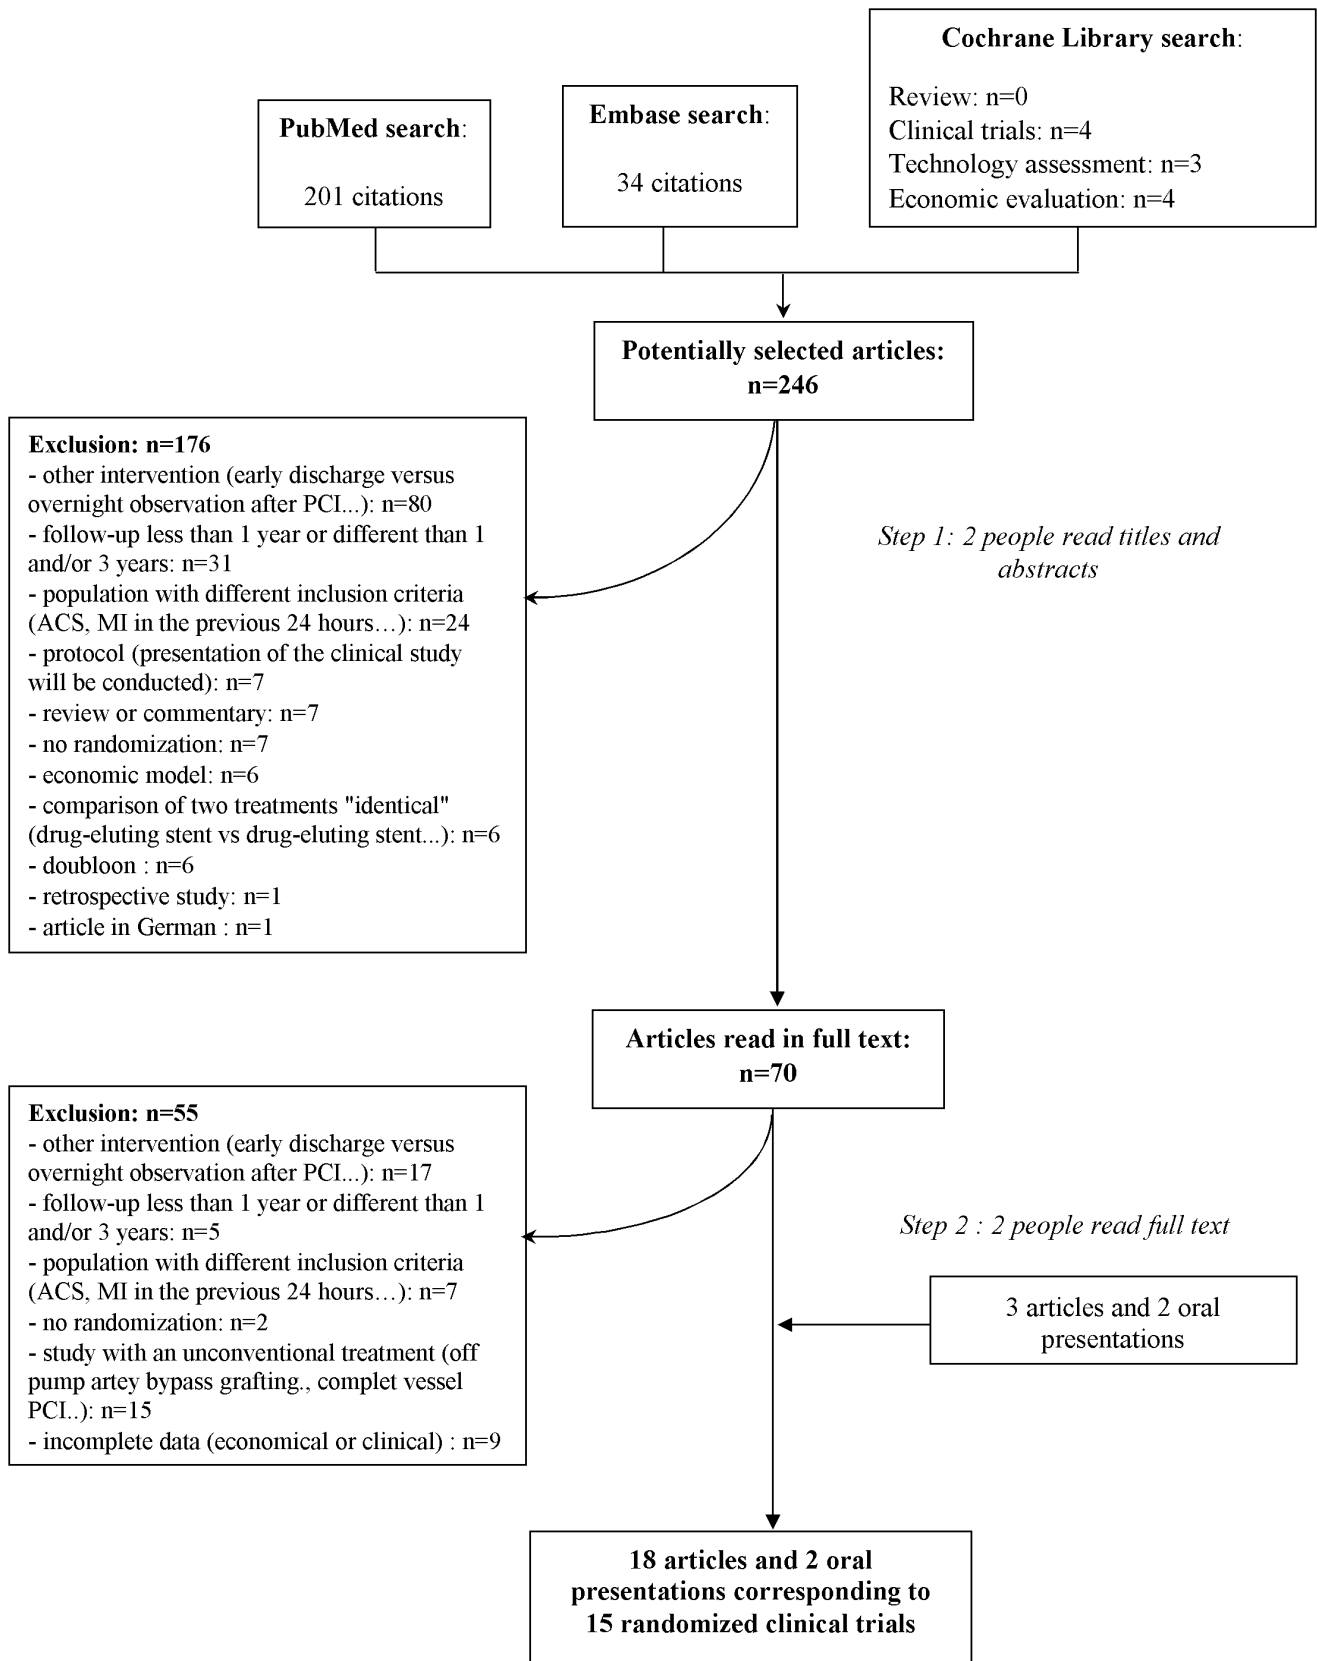 PubMed search:
201 citations
Embase search:
34 citations
Cochrane Library search:
Review: n=0
Clinical trials: n=4
Technology assessment: n=3
Economic evaluation: n=4
Potentially selected articles:
n=246
Exclusion: n=176
- other intervention (early discharge versus
overnight observation after PCI...): n=80
- follow-up less than 1 year or different than 1
and/or 3 years: n=31
- population with different inclusion criteria
(ACS, MI in the previous 24 hours…): n=24
- protocol (presentation of the clinical study
will be conducted): n=7
- review or commentary: n=7
- no randomization: n=7
- economic model: n=6
- comparison of two treatments "identical"
(drug-eluting stent vs drug-eluting stent...): n=6
- doubloon : n=6
- retrospective study: n=1
- article in German : n=1
Step 1: 2 people read titles and
abstracts
Articles read in full text:
n=70
Exclusion: n=55
- other intervention (early discharge versus
overnight observation after PCI...): n=17
- follow-up less than 1 year or different than 1
and/or 3 years: n=5
- population with different inclusion criteria
(ACS, MI in the previous 24 hours…): n=7
- no randomization: n=2
- study with an unconventional treatment (off
pump artey bypass grafting., complet vessel
PCI..): n=15
- incomplete data (economical or clinical) : n=9
Step 2 : 2 people read full text
3 articles and 2 oral
presentations
18 articles and 2 oral
presentations corresponding to
15 randomized clinical trials